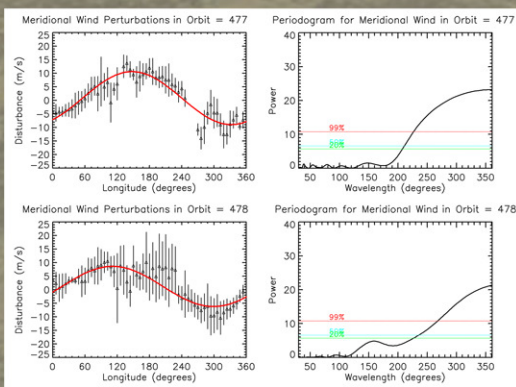 Meridional Wind Perturbations in Orbit = 477
Disturbance (m/s)
25
20
15
10
5
0
−5
−10
−15
−20
−25
0 60 120 180 240 300 360
Longitude (degrees)
Periodogram for Meridional Wind in Orbit = 477
Power
40
30
20
10
0
99%
20%
50 100 150 200 250 300 350
Wavelength (degrees)
Meridional Wind Perturbations in Orbit = 478
Disturbance (m/s)
25
20
15
10
5
0
−5
−10
−15
−20
−25
0 60 120 180 240 300 360
Longitude (degrees)
Periodogram for Meridional Wind in Orbit = 478
Power
40
30
20
10
0
99%
20%
50 100 150 200 250 300 350
Wavelength (degrees)